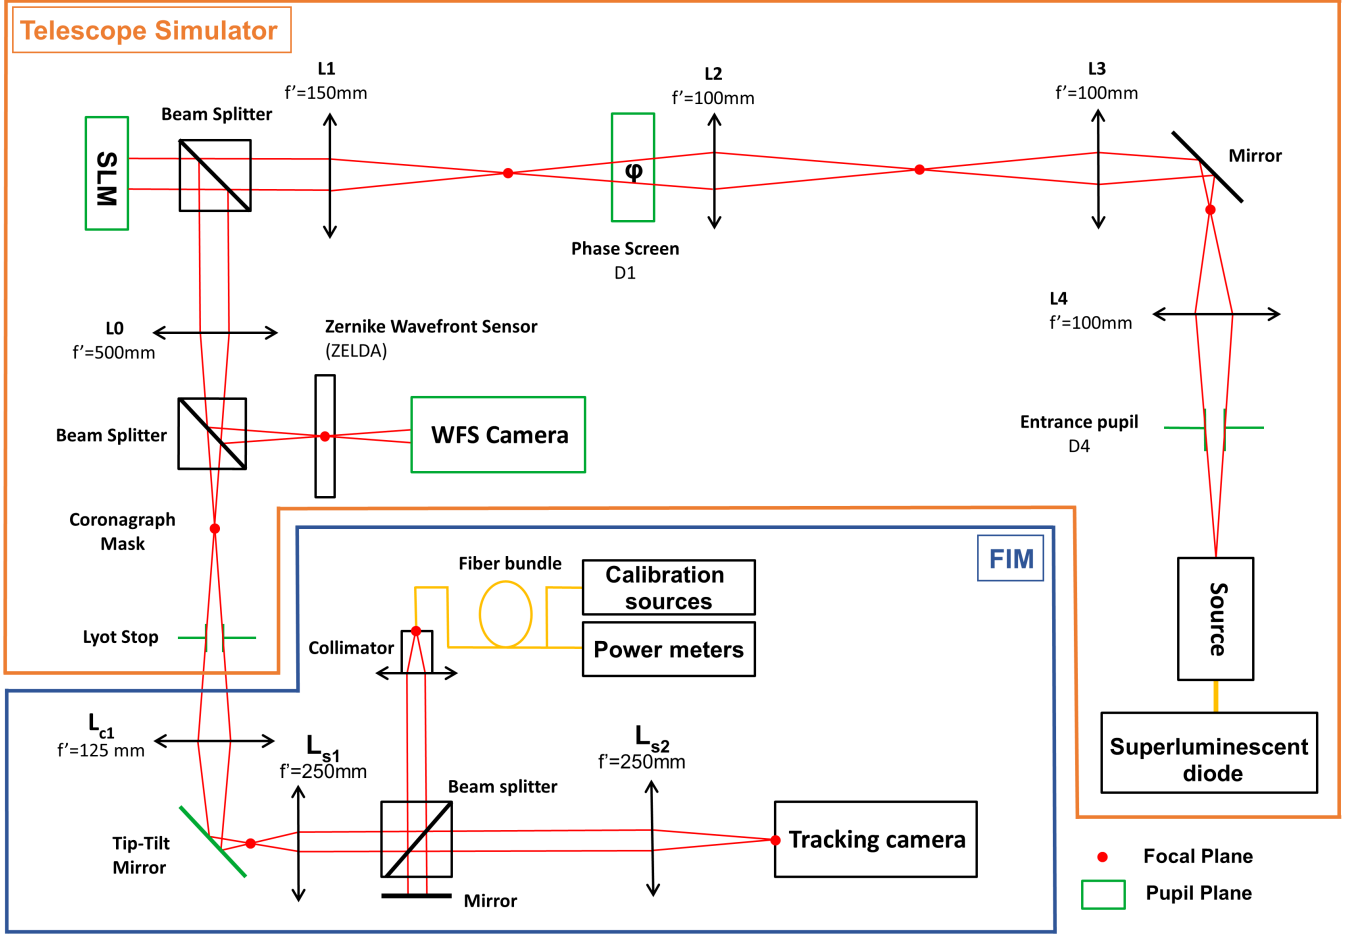 Telescope Simulator
L1
f'=150mm
L2
f'=100mm
L3
f'=100mm
Beam Splitter
Mirror
SLM
φ
Phase Screen
D1
L0
f'=500mm
Zernike Wavefront Sensor
(ZELDA)
L4
f'=100mm
Beam Splitter
WFS Camera
Entrance pupil
D4
Coronagraph
Mask
FIM
Fiber bundle
Calibration
sources
Source
Lyot Stop
Collimator
Power meters
Lc1
f'=125 mm
Ls1
f'=250mm
Ls2
f'=250mm
Superluminescent
diode
Beam splitter
Tip-Tilt
Mirror
Tracking camera
Mirror
Focal Plane
Pupil Plane